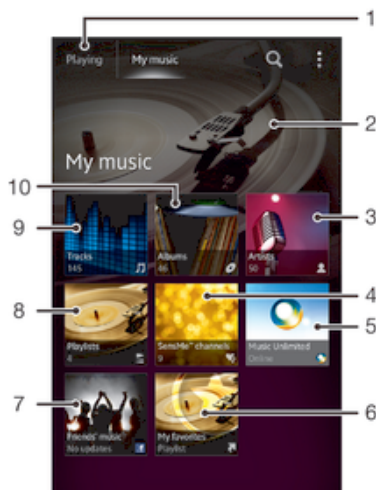 1
Playing My music
2
My music
10
9
3
Tracks Albums Artists
145 46 50
8
4
5
Playlists SensMe™ channels Music Unlimited
8 9 Online
7
6
Friends' music My favorites
No updates Playlist